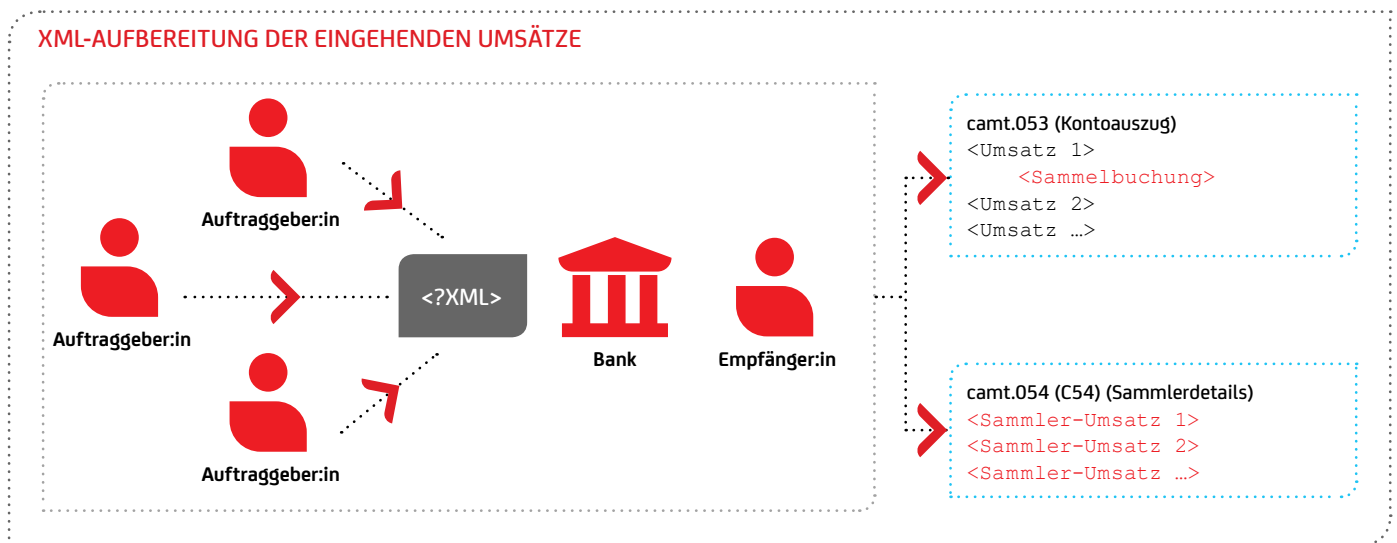 XML-AUFBEREITUNG DER EINGEHENDEN UMSÄTZE
Auftraggeber:in
Auftraggeber:in
Auftraggeber:in
<?XML>
Bank
Empfänger:in
camt.053 (Kontoauszug)
<Umsatz 1>
<Sammelbuchung>
<Umsatz 2>
<Umsatz …>
camt.054 (C54) (Sammlerdetails)
<Sammler-Umsatz 1>
<Sammler-Umsatz 2>
<Sammler-Umsatz …>